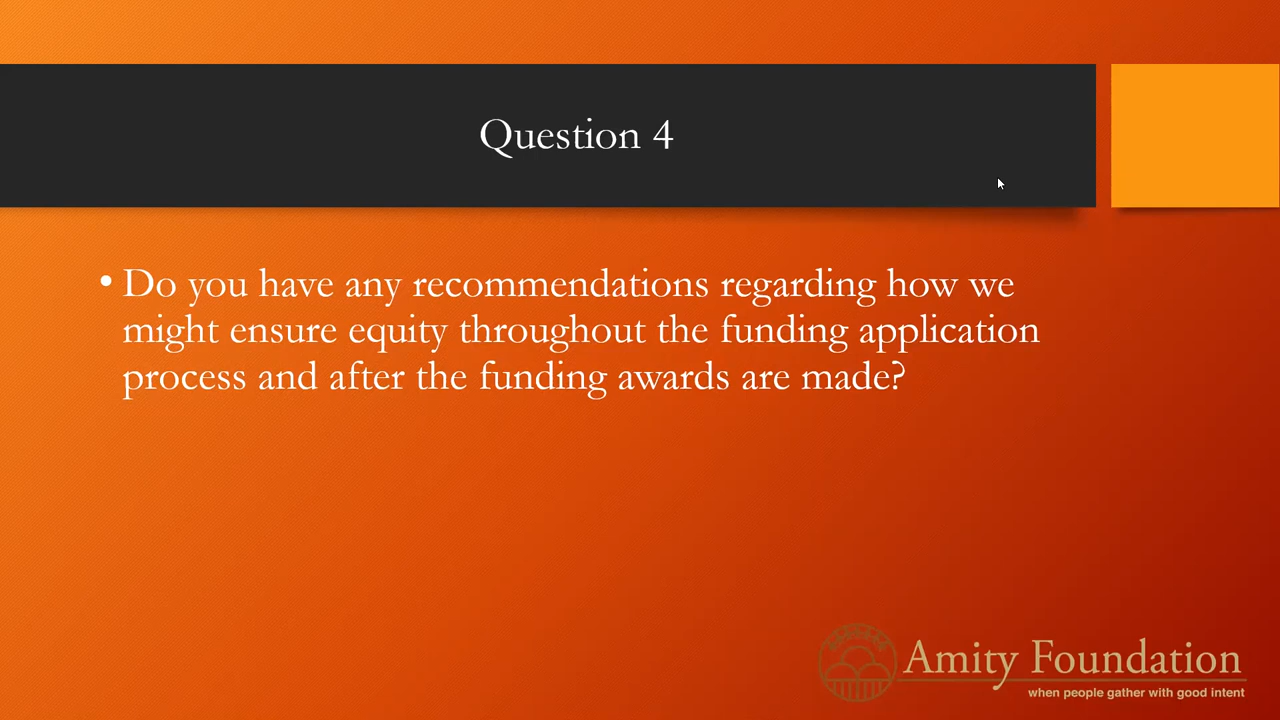 Question 4
• Do you have any recommendations regarding how we
might ensure equity throughout the funding application
process and after the funding awards are made?
Amity Foundation
when people gather with good intent